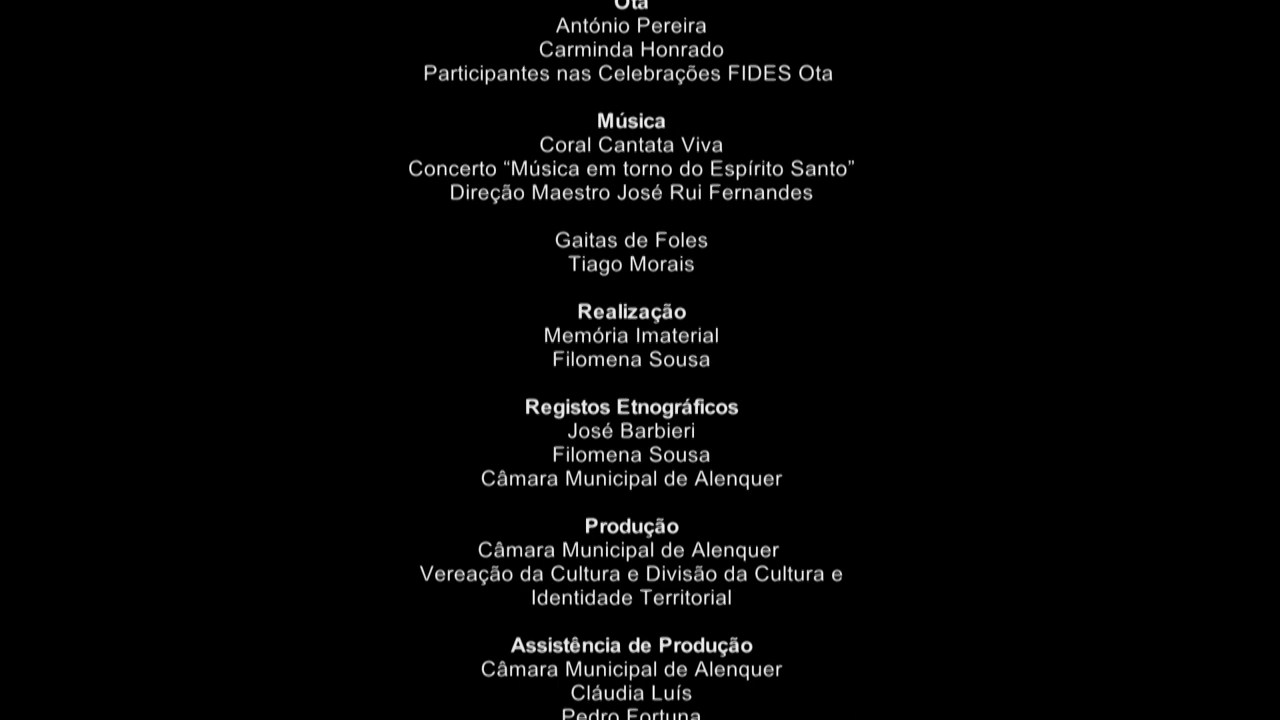 Ota
António Pereira
Carminda Honrado
Participantes nas Celebrações FIDES Ota
Música
Coral Cantata Viva
Concerto “Música em torno do Espírito Santo”
Direção Maestro José Rui Fernandes
Gaitas de Foles
Tiago Morais
Realização
Memória Imaterial
Filomena Sousa
Registos Etnográficos
José Barbieri
Filomena Sousa
Câmara Municipal de Alenquer
Produção
Câmara Municipal de Alenquer
Vereação da Cultura e Divisão da Cultura e
Identidade Territorial
Assistência de Produção
Câmara Municipal de Alenquer
Cláudia Luís
Pedro Fortuna